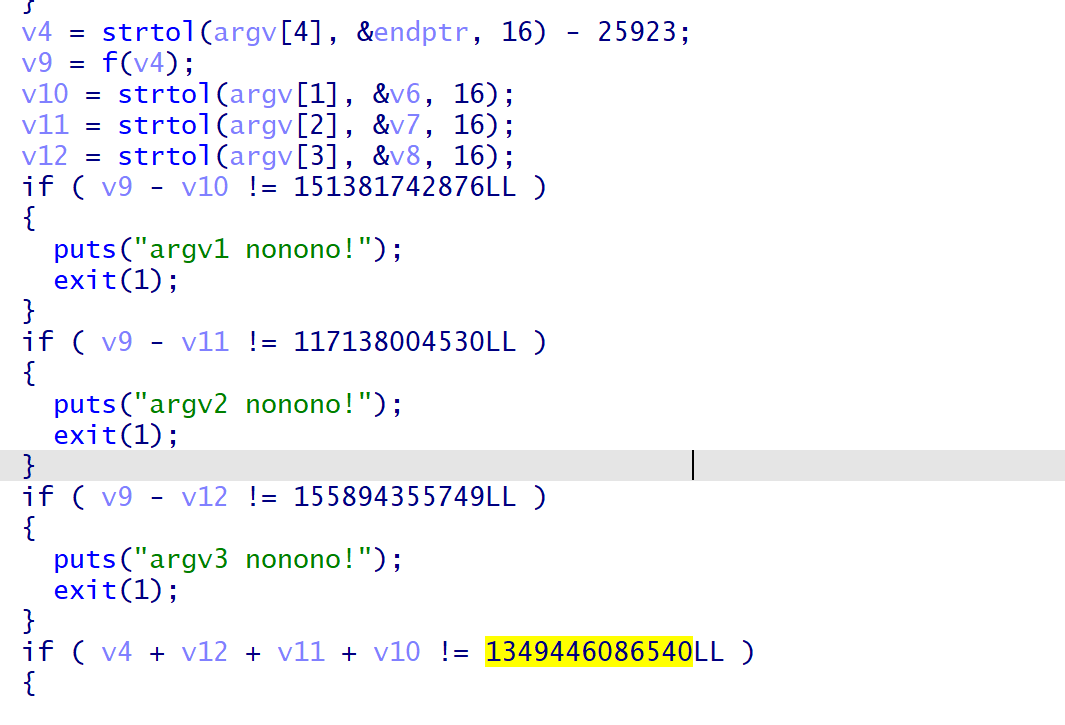 }
v4 = strtol(argv[4], &endptr, 16) - 25923;
v9 = f(v4);
v10 = strtol(argv[1], &v6, 16);
v11 = strtol(argv[2], &v7, 16);
v12 = strtol(argv[3], &v8, 16);
if ( v9 - v10 != 151381742876LL )
{
  puts("argv1 nonono!");
  exit(1);
}
if ( v9 - v11 != 117138004530LL )
{
  puts("argv2 nonono!");
  exit(1);
}
if ( v9 - v12 != 155894355749LL )
{
  puts("argv3 nonono!");
  exit(1);
}
if ( v4 + v12 + v11 + v10 != 1349446086540LL )
{